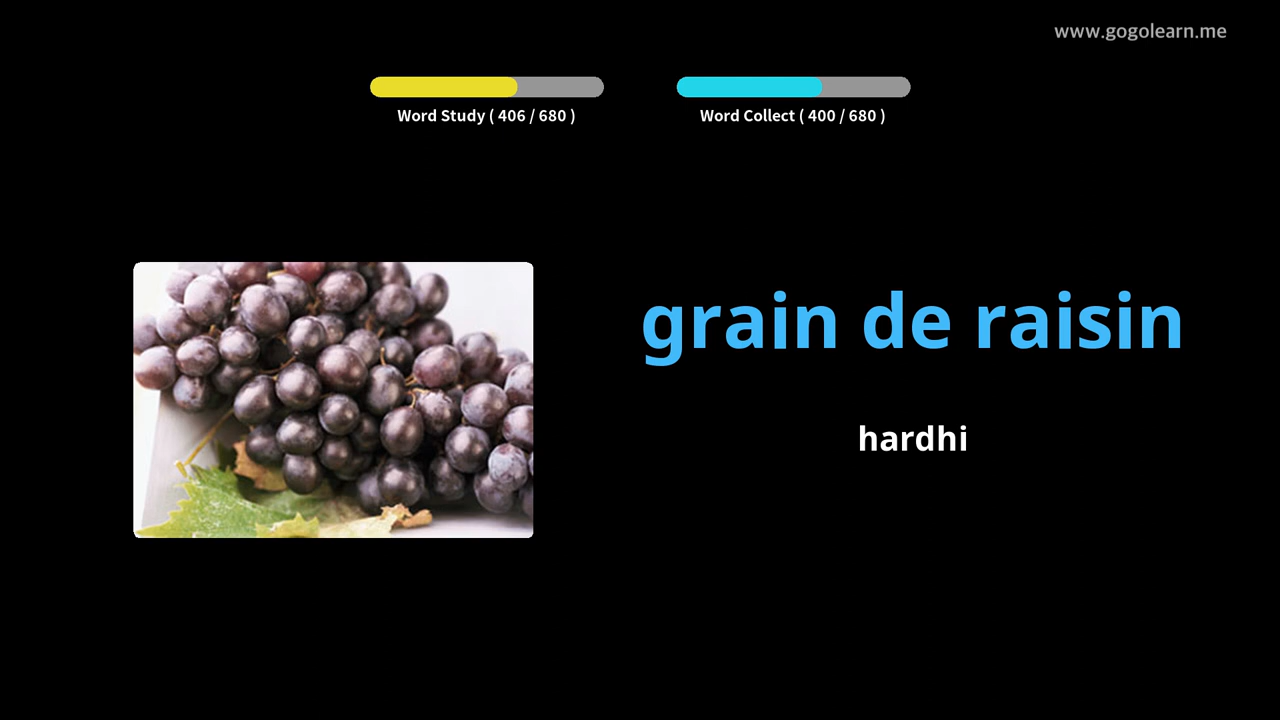 www.gogolearn.me
Word Study ( 406 / 680 )
Word Collect ( 400 / 680 )
grain de raisin
hardhi